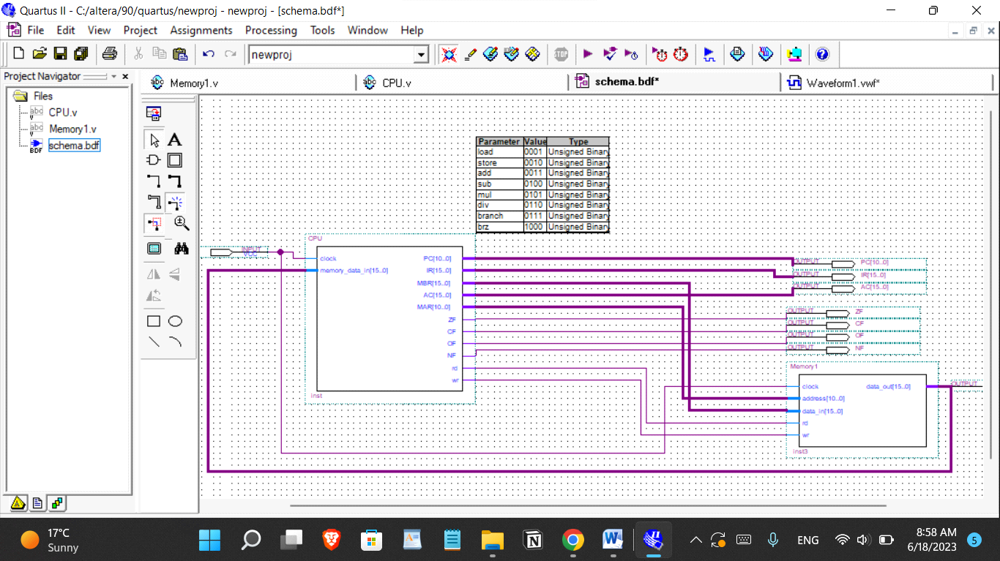 Quartus II - C:/altera/90/quartus/newproj - newproj - [schema.bdf*]
File Edit View Project Assignments Processing Tools Window Help
newproj
Project Navigator
Memory1.v
CPU.v
schema.bdf*
Waveform1.vwf*
Files
CPU.v
Memory1.v
schema.bdf
Parameter Value Type
load 0001 Unsigned Binary
store 0010 Unsigned Binary
add 0011 Unsigned Binary
sub 0100 Unsigned Binary
mul 0101 Unsigned Binary
div 0110 Unsigned Binary
branch 0111 Unsigned Binary
brz 1000 Unsigned Binary
INPUT
VCC
CPU
clock
memory_data_in[15..0]
PC[10..0]
IR[15..0]
MBR[15..0]
AC[15..0]
MAR[10..0]
ZF
CF
OF
NF
rd
wr
inst
OUTPUT PC[10..0]
OUTPUT IR[15..0]
OUTPUT AC[15..0]
OUTPUT ZF
OUTPUT CF
OUTPUT OF
OUTPUT NF
Memory1
clock
address[10..0]
data_in[15..0]
rd
wr
data_out[15..0]
inst3
OUTPUT
17°C
Sunny
ENG
8:58 AM
6/18/2023
5